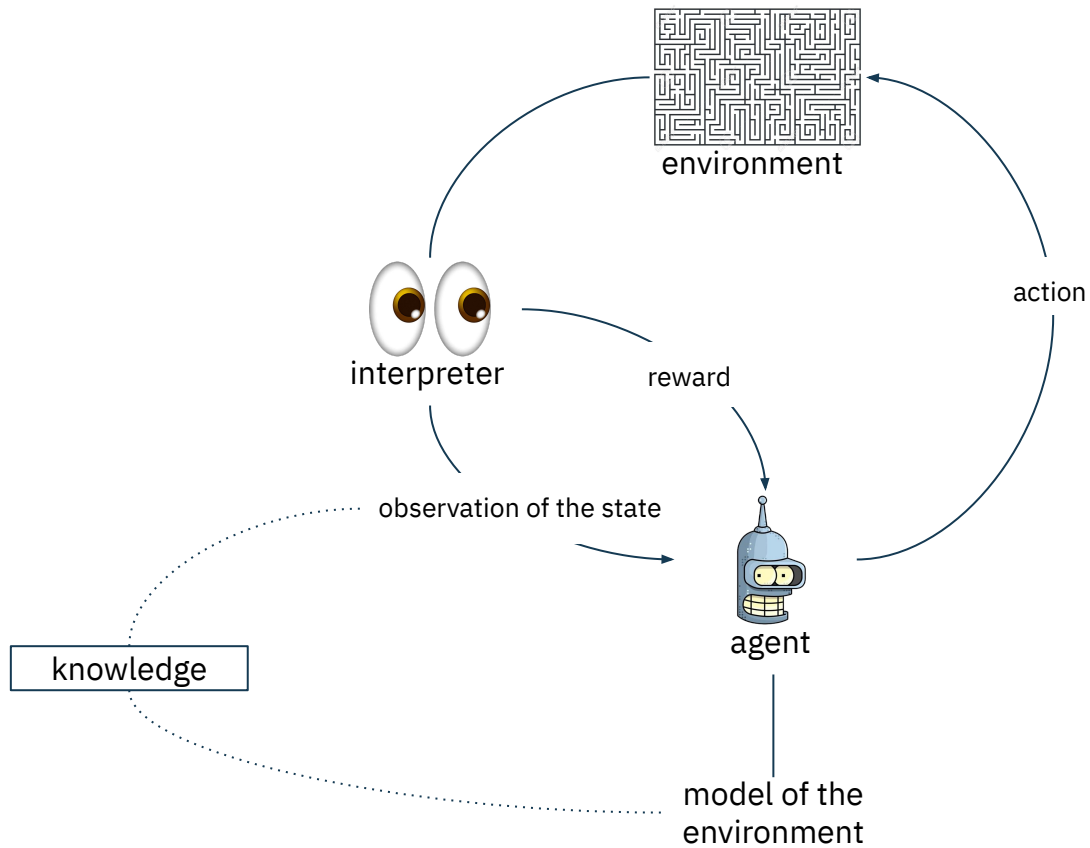 environment
action
interpreter
reward
observation of the state
agent
knowledge
model of the
environment